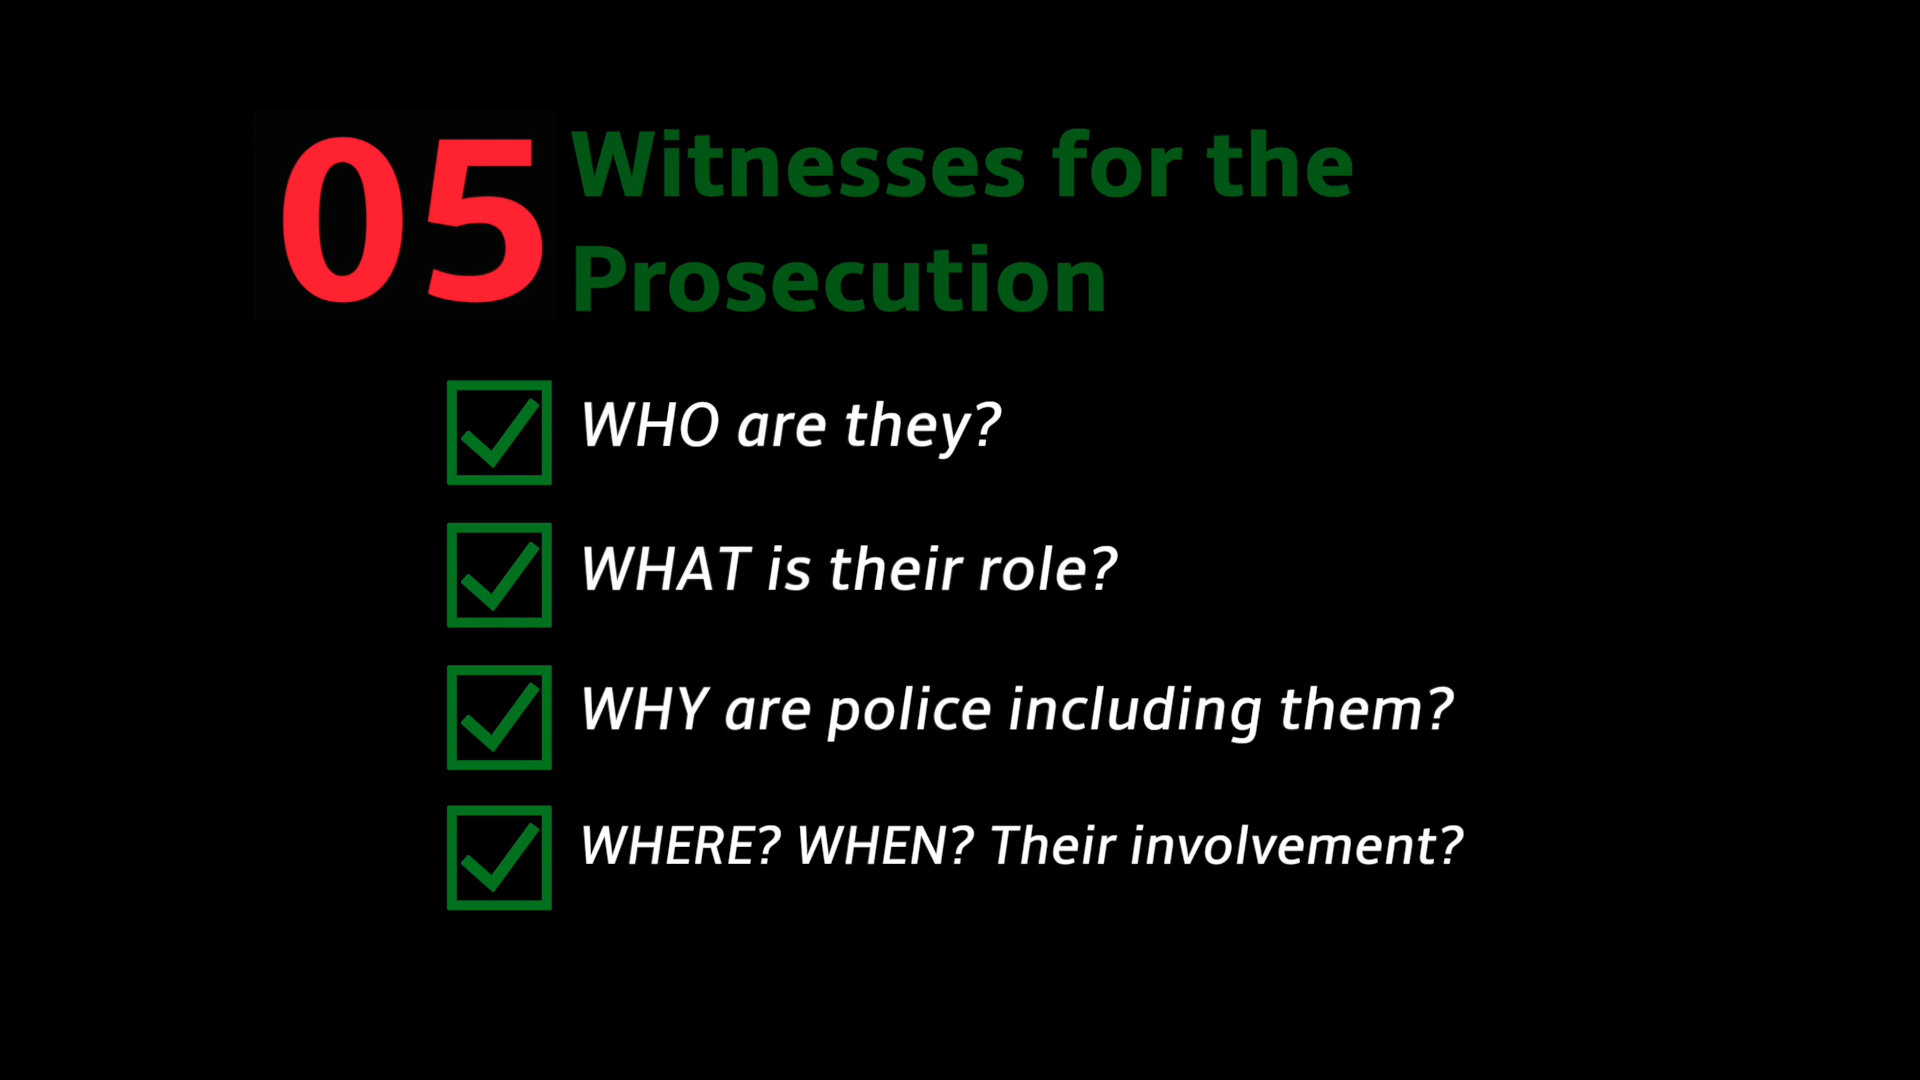 05
Witnesses for the
Prosecution
WHO are they?
WHAT is their role?
WHY are police including them?
WHERE? WHEN? Their involvement?